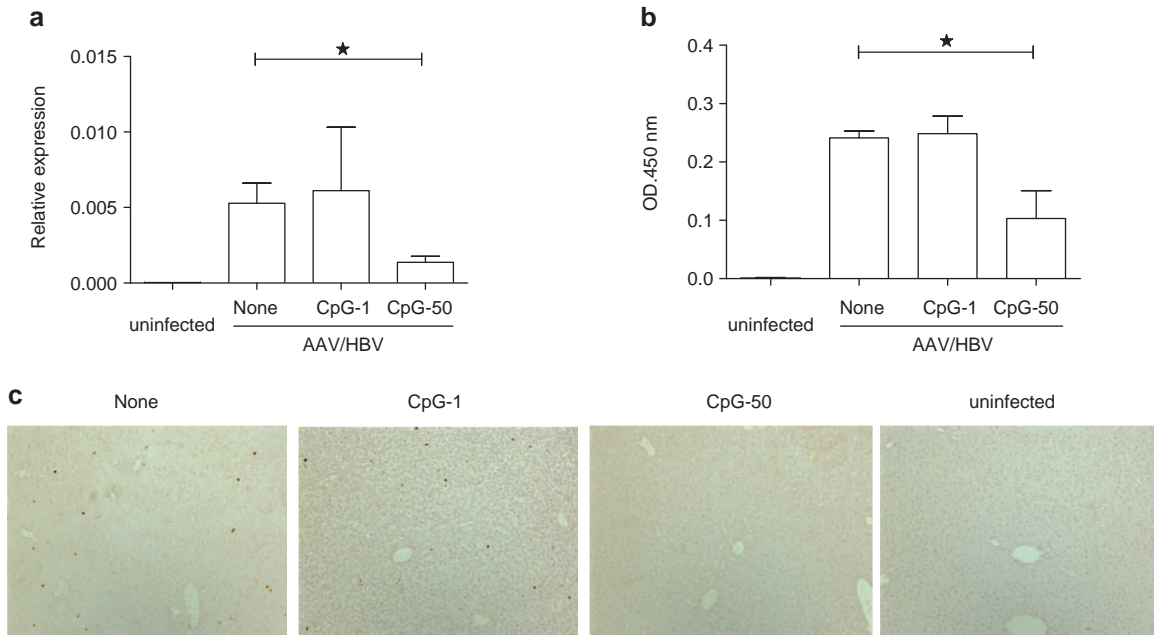 a
Relative expression
0.015
0.010
0.005
0.000
uninfected
None
CpG-1
CpG-50
AAV/HBV
b
OD.450 nm
0.4
0.3
0.2
0.1
0.0
uninfected
None
CpG-1
CpG-50
AAV/HBV
c
None
CpG-1
CpG-50
uninfected